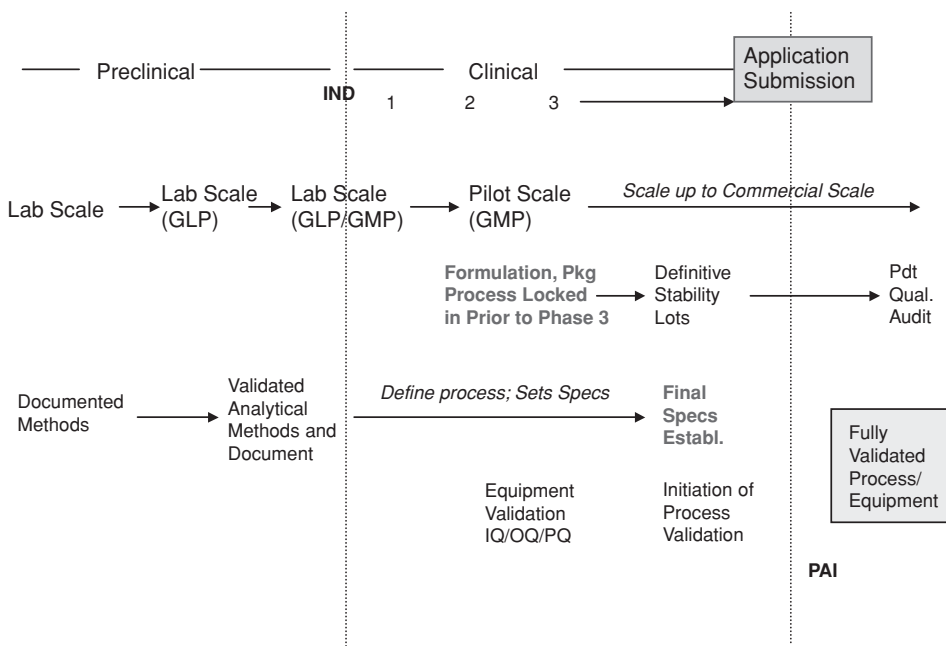 Preclinical
Clinical
Application
Submission
IND
1
2
3
Lab Scale
Lab Scale
(GLP)
Lab Scale
(GLP/GMP)
Pilot Scale
(GMP)
Scale up to Commercial Scale
Formulation, Pkg
Process Locked
in Prior to Phase 3
Definitive
Stability
Lots
Pdt
Qual.
Audit
Documented
Methods
Validated
Analytical
Methods and
Document
Define process; Sets Specs
Final
Specs
Establ.
Fully
Validated
Process/
Equipment
Equipment
Validation
IQ/OQ/PQ
Initiation of
Process
Validation
PAI